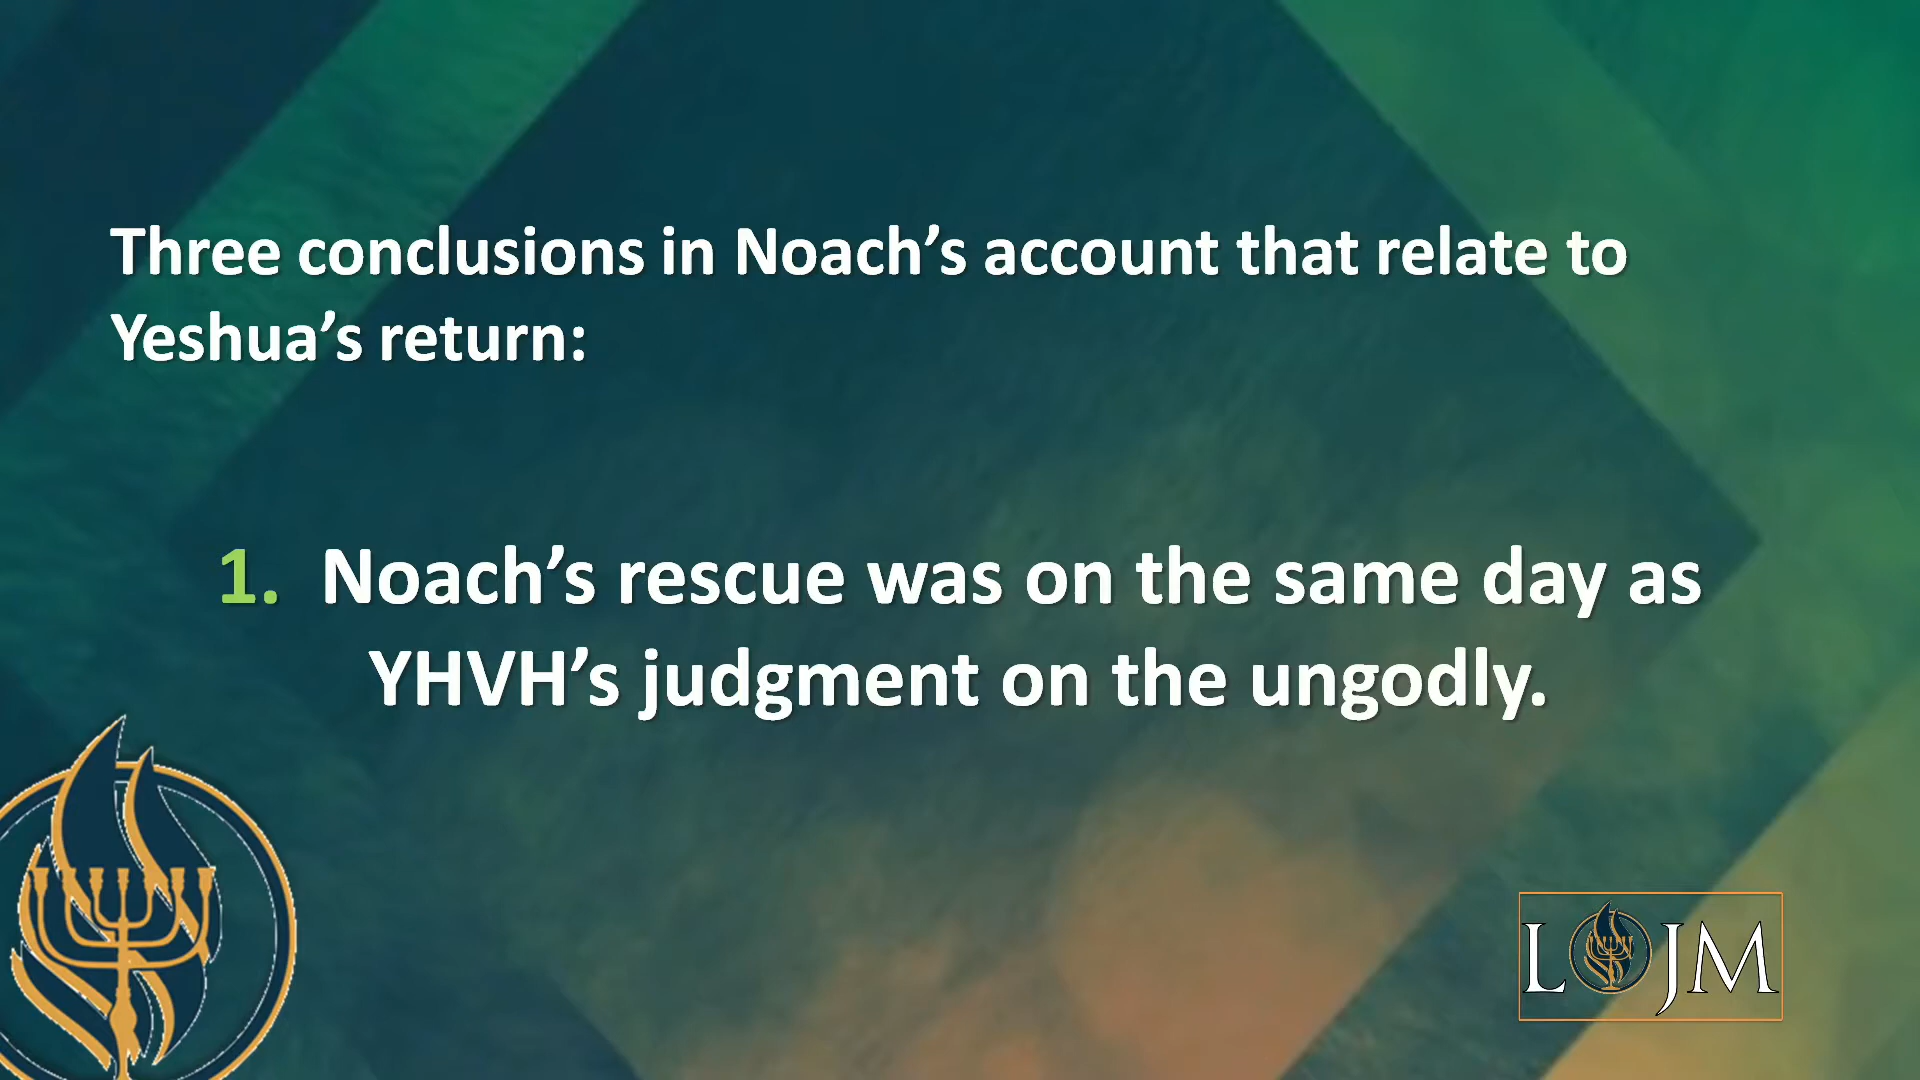 Three conclusions in Noach’s account that relate to
Yeshua’s return:
1. Noach’s rescue was on the same day as
YHVH’s judgment on the ungodly.
LOJM